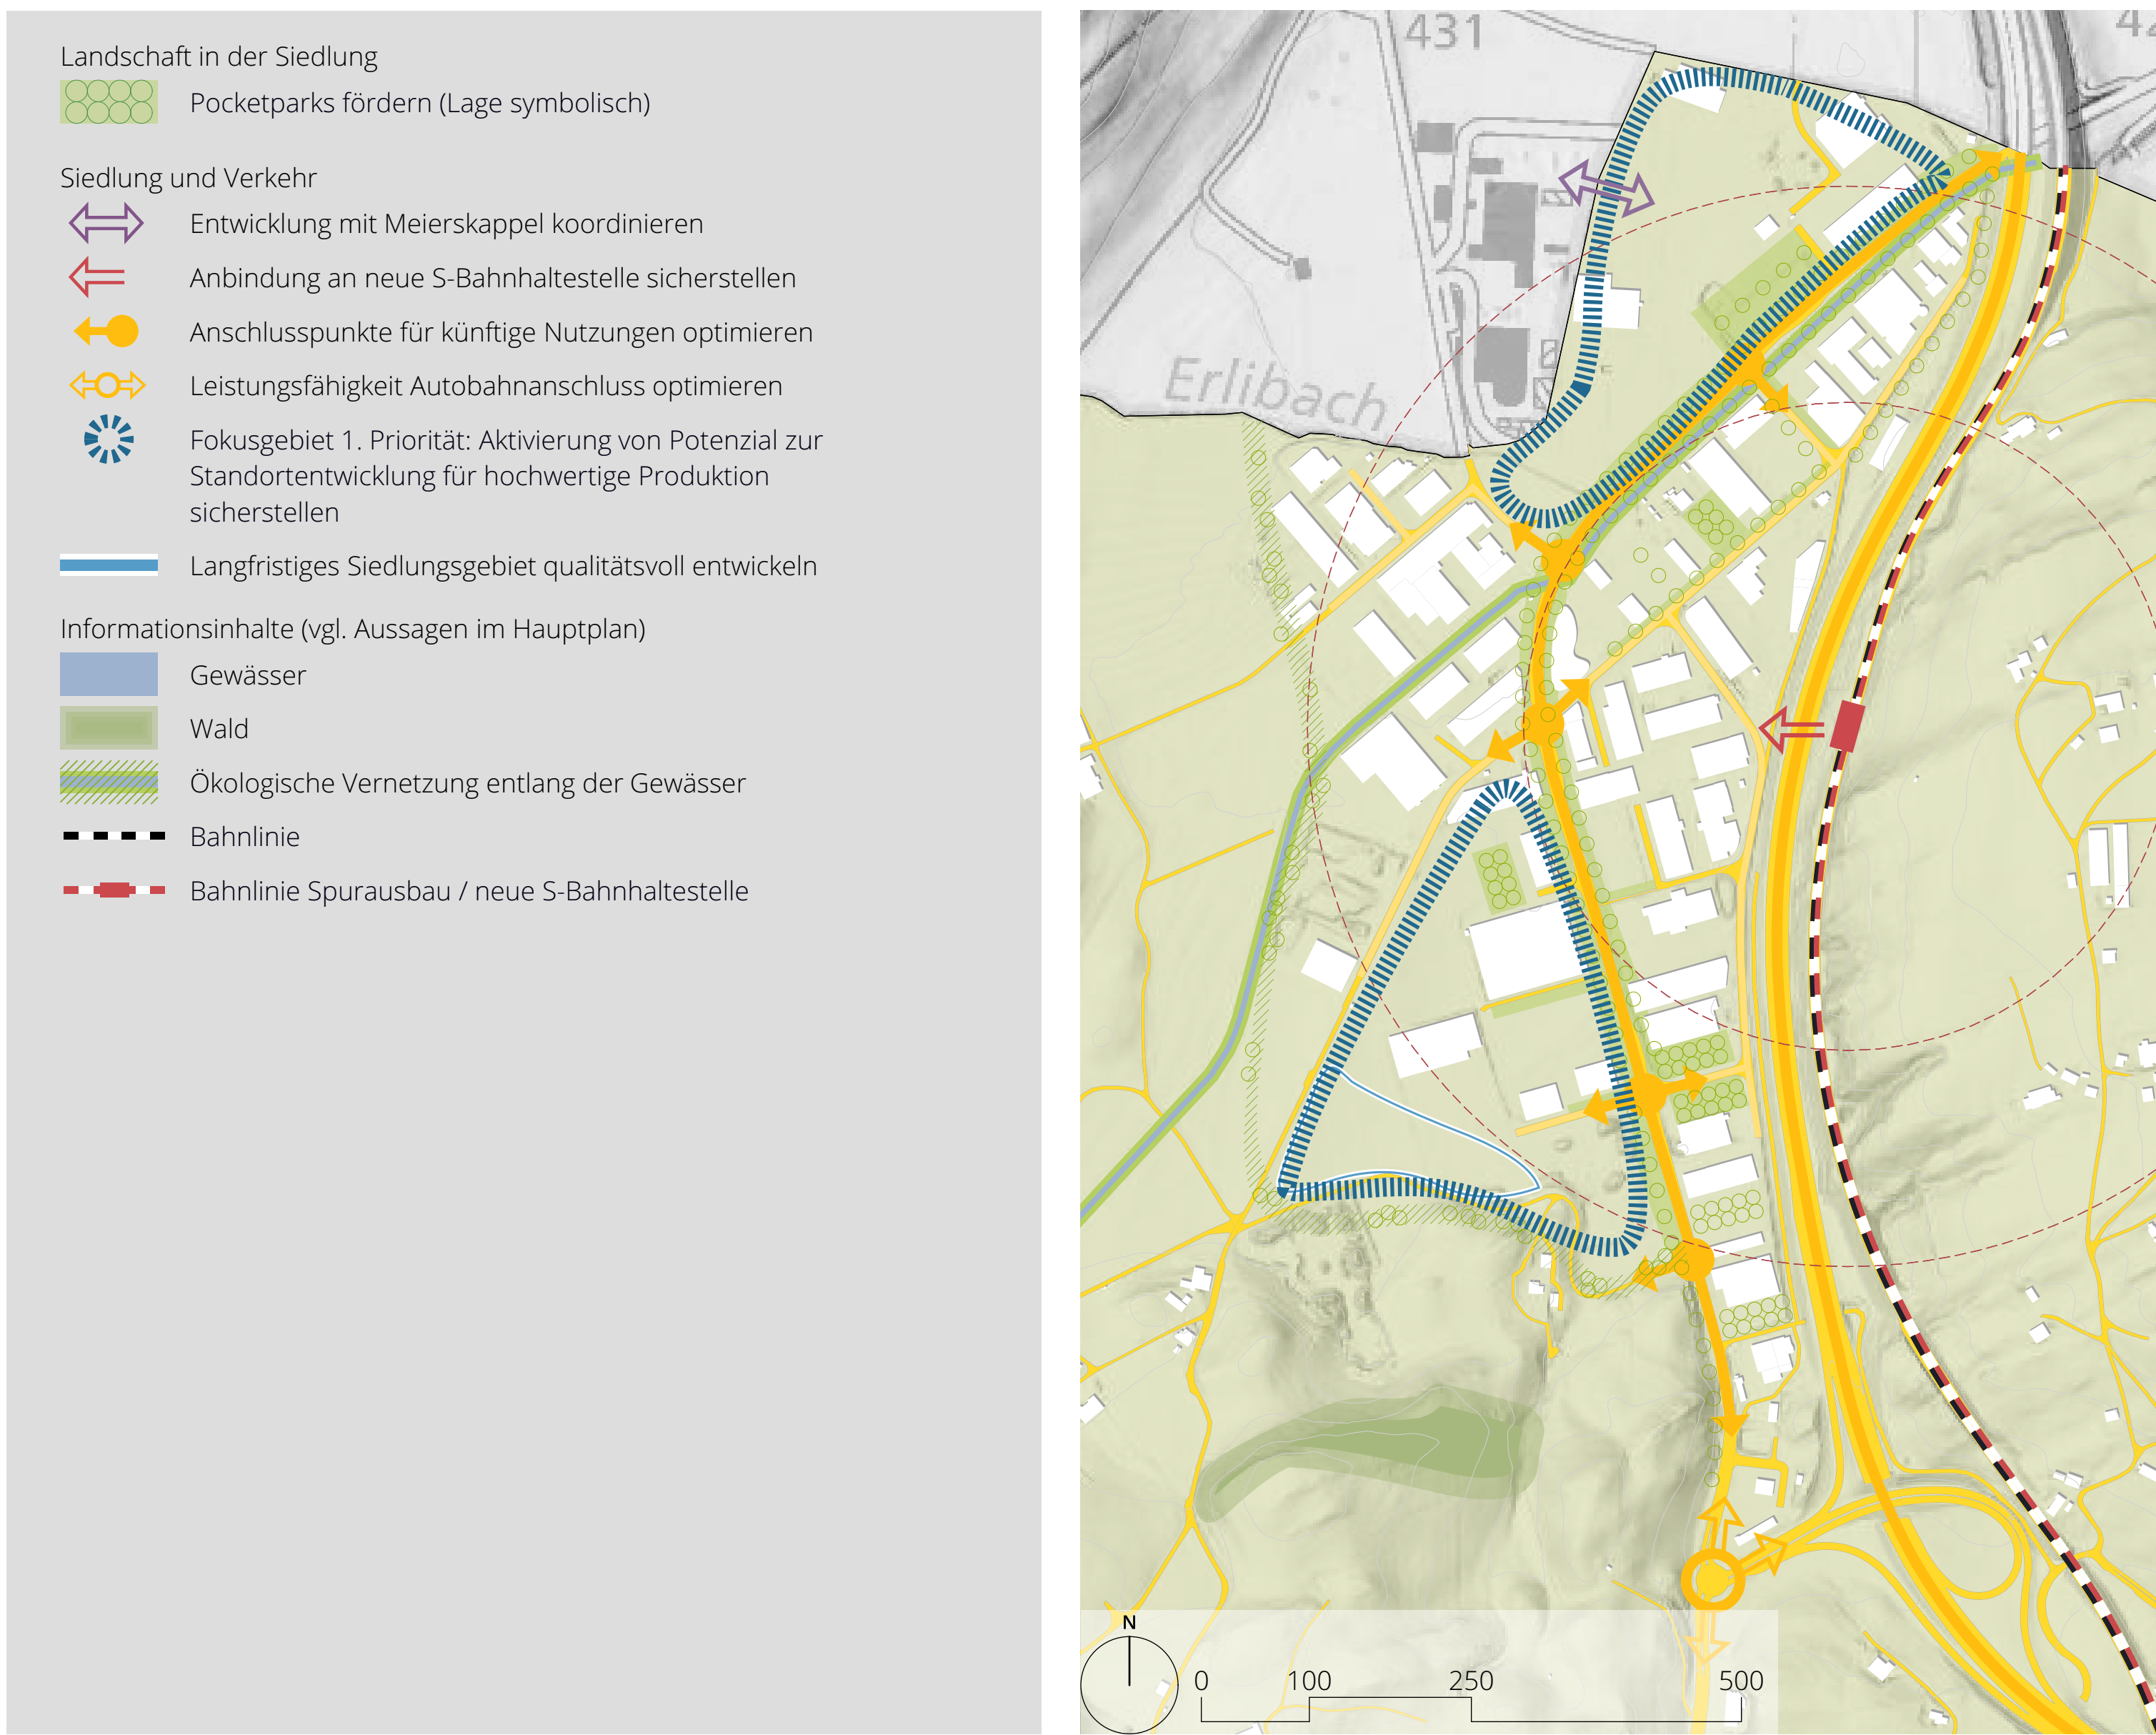 Landschaft in der Siedlung
Pocketparks fördern (Lage symbolisch)
Siedlung und Verkehr
Entwicklung mit Meierskappel koordinieren
Anbindung an neue S-Bahnhaltestelle sicherstellen
Anschlusspunkte für künftige Nutzungen optimieren
Leistungsfähigkeit Autobahnanschluss optimieren
Fokusgebiet 1. Priorität: Aktivierung von Potenzial zur
Standortentwicklung für hochwertige Produktion
sicherstellen
Langfristiges Siedlungsgebiet qualitätsvoll entwickeln
Informationsinhalte (vgl. Aussagen im Hauptplan)
Gewässer
Wald
Ökologische Vernetzung entlang der Gewässer
Bahnlinie
Bahnlinie Spurausbau / neue S-Bahnhaltestelle
431
Erlibach
N
0 100 250 500